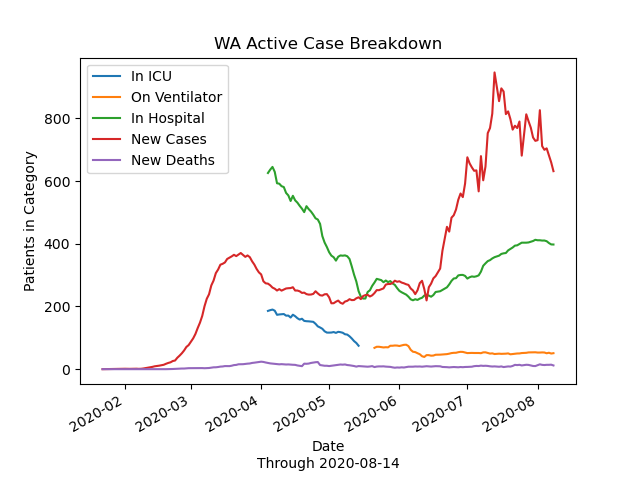 WA Active Case Breakdown
In ICU
On Ventilator
In Hospital
New Cases
New Deaths
Patients in Category
800
600
400
200
0
2020-02
2020-03
2020-04
2020-05
2020-06
2020-07
2020-08
Date
Through 2020-08-14